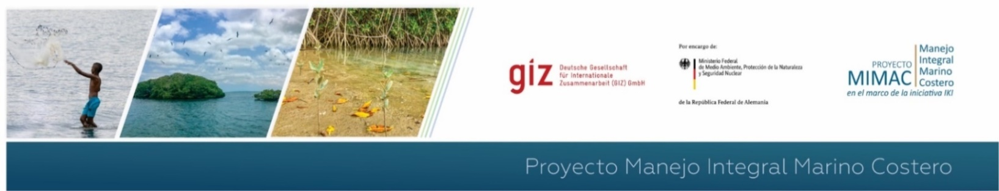 giz
Deutsche Gesellschaft
für Internationale
Zusammenarbeit (GIZ) GmbH
Por encargo de:
Ministerio Federal
de Medio Ambiente, Protección de la Naturaleza
y Seguridad Nuclear
de la República Federal de Alemania
PROYECTO
MIMAC
Manejo
Integral
Marino
Costero
en el marco de la iniciativa IKI
Proyecto Manejo Integral Marino Costero